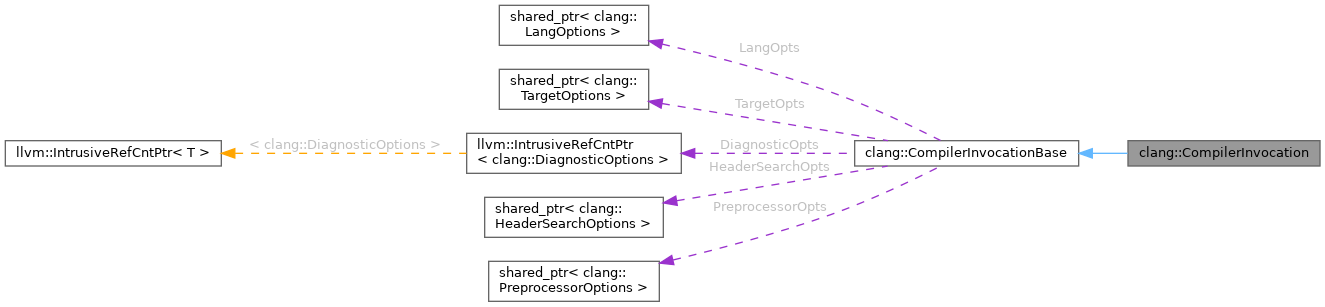 shared_ptr< clang::
LangOptions >
LangOpts
shared_ptr< clang::
TargetOptions >
TargetOpts
llvm::IntrusiveRefCntPtr< T >
< clang::DiagnosticOptions >
llvm::IntrusiveRefCntPtr
< clang::DiagnosticOptions >
DiagnosticOpts
clang::CompilerInvocationBase
clang::CompilerInvocation
HeaderSearchOpts
shared_ptr< clang::
HeaderSearchOptions >
PreprocessorOpts
shared_ptr< clang::
PreprocessorOptions >